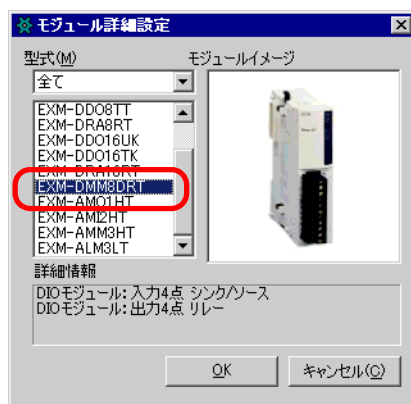 モジュール詳細設定
型式(M)
モジュールイメージ
全て
EXM-DDO8TT
EXM-DRA8RT
EXM-DDO16UK
EXM-DDO16TK
EXM-DRA16RT
EXM-DMM8DRT
EXM-AMO1HT
EXM-AMI2HT
EXM-AMM3HT
EXM-ALM3LT
詳細情報
DIOモジュール: 入力4点 シンク/ソース
DIOモジュール: 出力4点 リレー
OK
キャンセル(C)